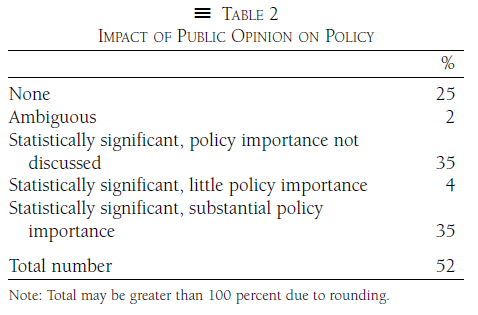 TABLE 2
IMPACT OF PUBLIC OPINION ON POLICY
%
None 25
Ambiguous 2
Statistically significant, policy importance not
discussed 35
Statistically significant, little policy importance 4
Statistically significant, substantial policy
importance 35
Total number 52
Note: Total may be greater than 100 percent due to rounding.